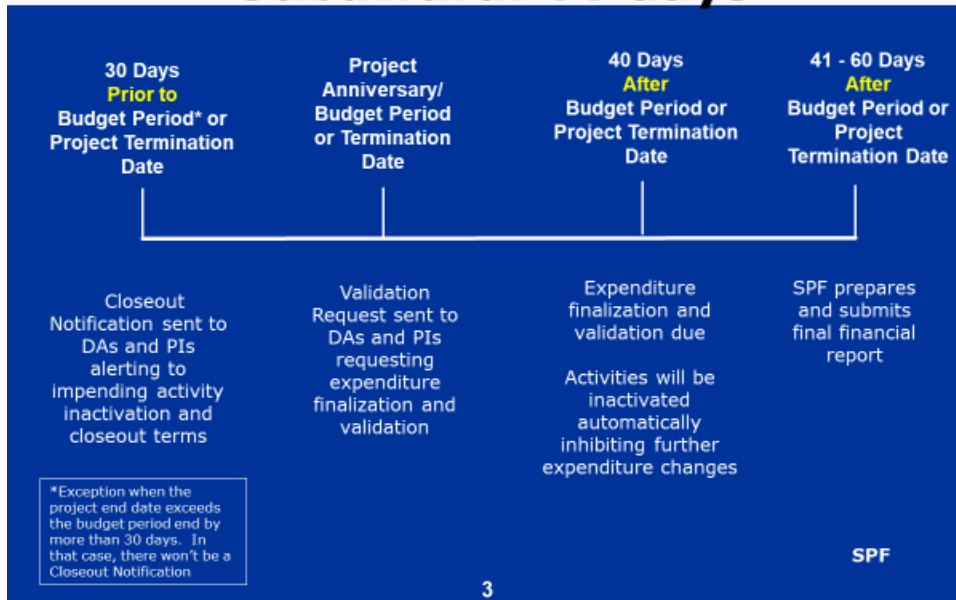 30 Days
Prior to
Budget Period* or
Project Termination
Date
Project
Anniversary/
Budget Period
or Termination
Date
40 Days
After
Budget Period or
Project Termination
Date
41 - 60 Days
After
Budget Period or
Project
Termination Date
Closeout
Notification sent to
DAs and PIs
alerting to
impending activity
inactivation and
closeout terms
Validation
Request sent to
DAs and PIs
requesting
expenditure
finalization and
validation
Expenditure
finalization and
validation due
Activities will be
inactivated
automatically
inhibiting further
expenditure changes
SPF prepares
and submits
final financial
report
*Exception when the
project end date exceeds
the budget period end by
more than 30 days. In
that case, there won't be a
Closeout Notification
SPF
3